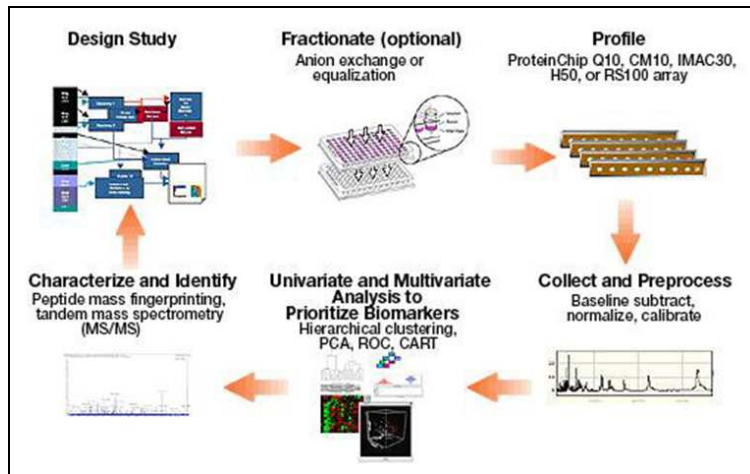 Design Study
Fractionate (optional)
Anion exchange or
equalization
Profile
ProteinChip Q10, CM10, IMAC30,
H50, or RS100 array
Characterize and Identify
Peptide mass fingerprinting,
tandem mass spectrometry
(MS/MS)
Univariate and Multivariate
Analysis to
Prioritize Biomarkers
Hierarchical clustering,
PCA, ROC, CART
Collect and Preprocess
Baseline subtract,
normalize, calibrate